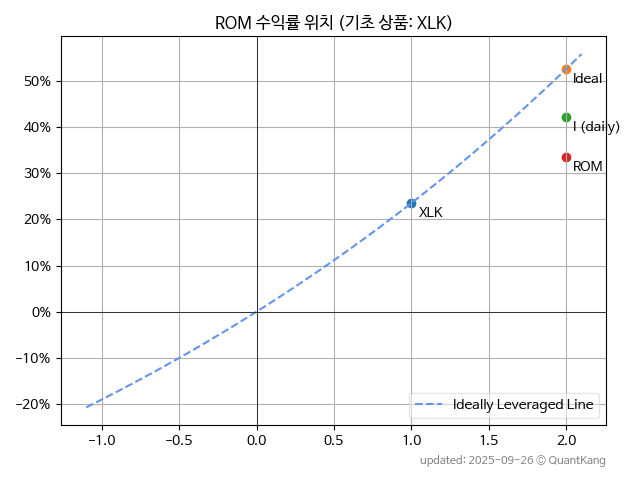 ROM 수익률 위치 (기초 상품: XLK)
50%
40%
30%
20%
10%
0%
−10%
−20%
Ideal
I (daily)
ROM
XLK
Ideally Leveraged Line
−1.0 −0.5 0.0 0.5 1.0 1.5 2.0
updated: 2025-09-26 © QuantKang